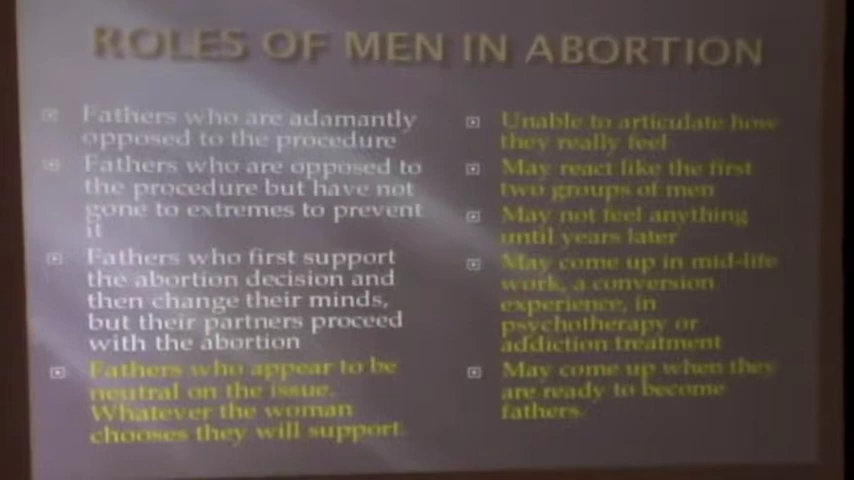 ROLES OF MEN IN ABORTION
Fathers who are adamantly
opposed to the procedure
Fathers who are opposed to
the procedure but have not
gone to extremes to prevent
it
Fathers who first support
the abortion decision and
then change their minds,
but their partners proceed
with the abortion
Fathers who appear to be
neutral on the issue.
Whatever the woman
chooses they will support.
Unable to articulate how
they really feel
May react like the first
two groups of men
May not feel anything
until years later
May come up in mid-life
work, a conversion
experience, in
psychotherapy or
addiction treatment
May come up when they
are ready to become
fathers.